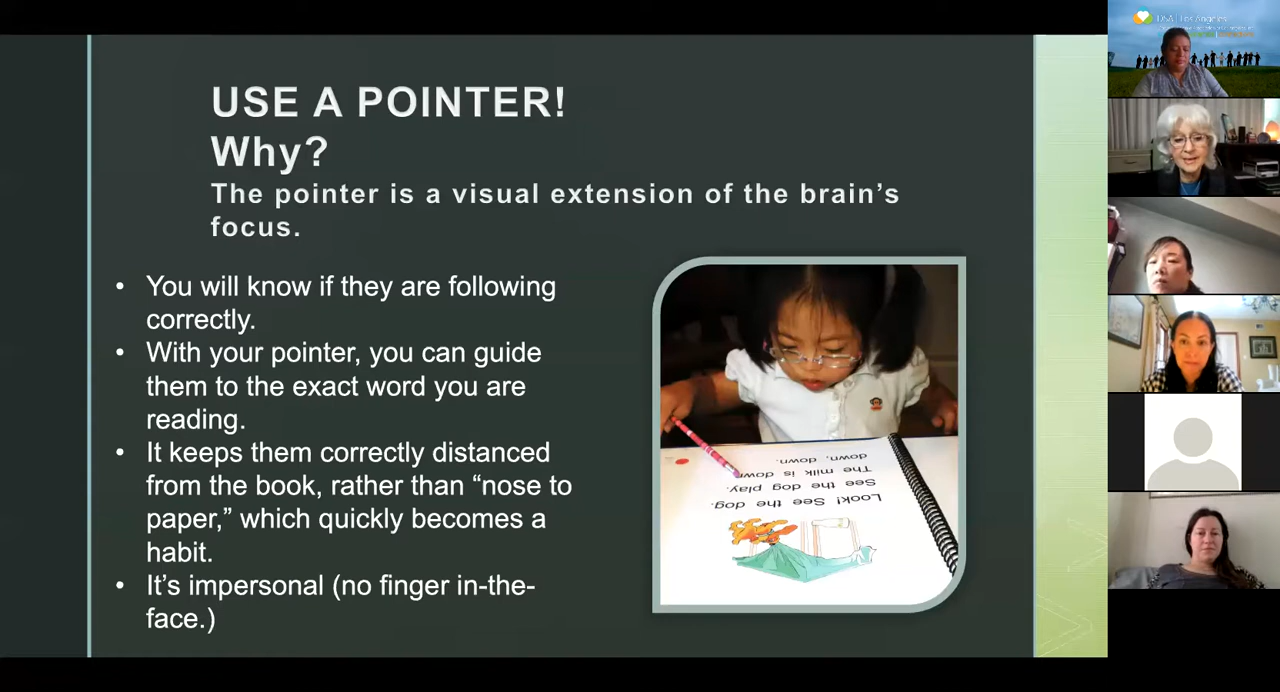 USE A POINTER!
Why?
The pointer is a visual extension of the brain's
focus.
• You will know if they are following
correctly.
• With your pointer, you can guide
them to the exact word you are
reading.
• It keeps them correctly distanced
from the book, rather than “nose to
paper,” which quickly becomes a
habit.
• It's impersonal (no finger in-the-
face.)
Look! See the dog.
See the dog play.
The milk is down
down, down.
Los Angeles